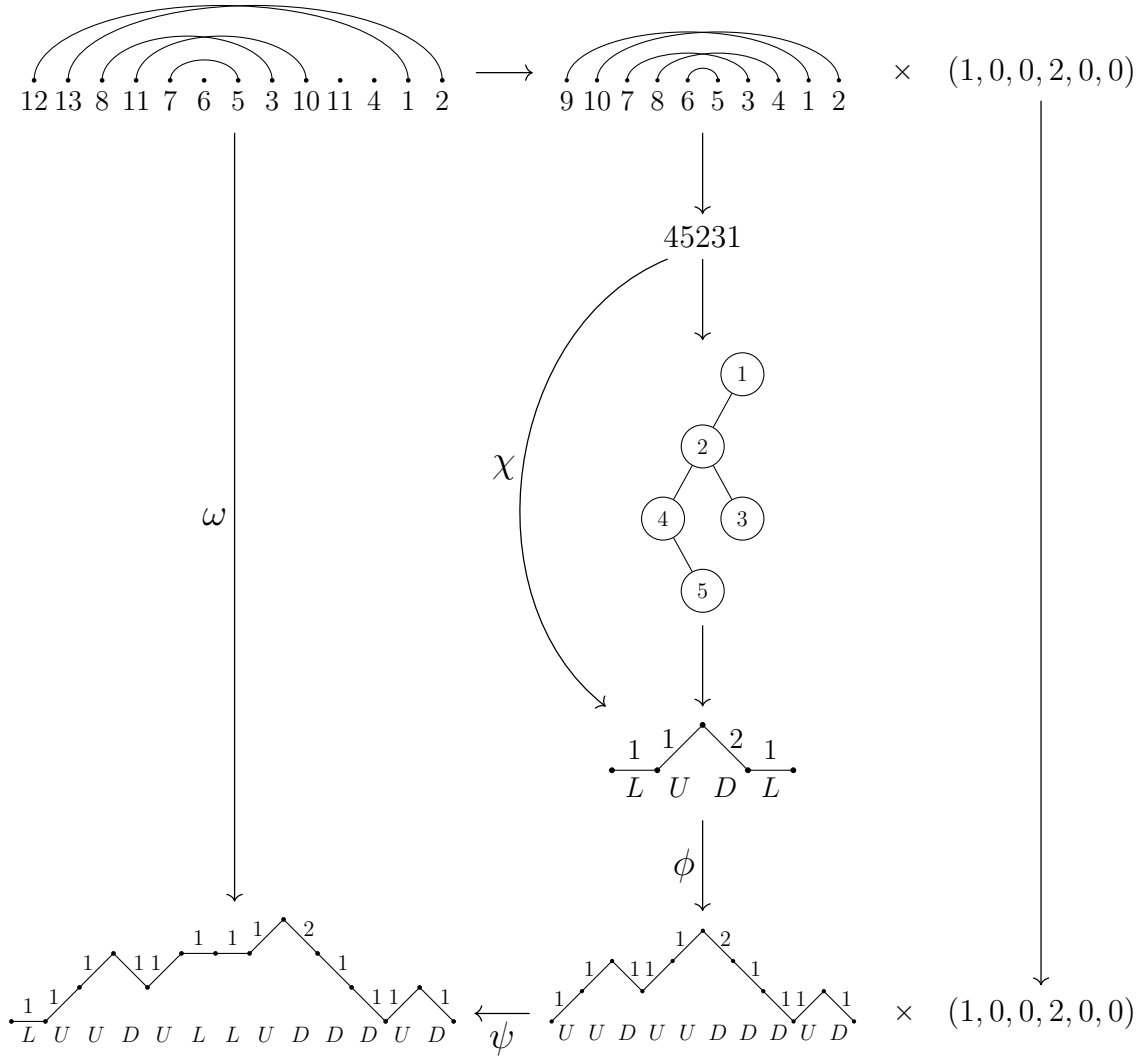 12 13 8 11 7 6 5 3 10 11 4 1 2
9 10 7 8 6 5 3 4 1 2
× (1, 0, 0, 2, 0, 0)
45231
1
χ
2
4 3
ω
5
1 1 2 1
L U D L
ϕ
1 1 1 1 1 1 1 1 2 1 1 1 1
L U U D U L L U D D D U D
ψ
1 1 1 1 1 2 1 1 1 1
U U D U U D D D U D
× (1, 0, 0, 2, 0, 0)